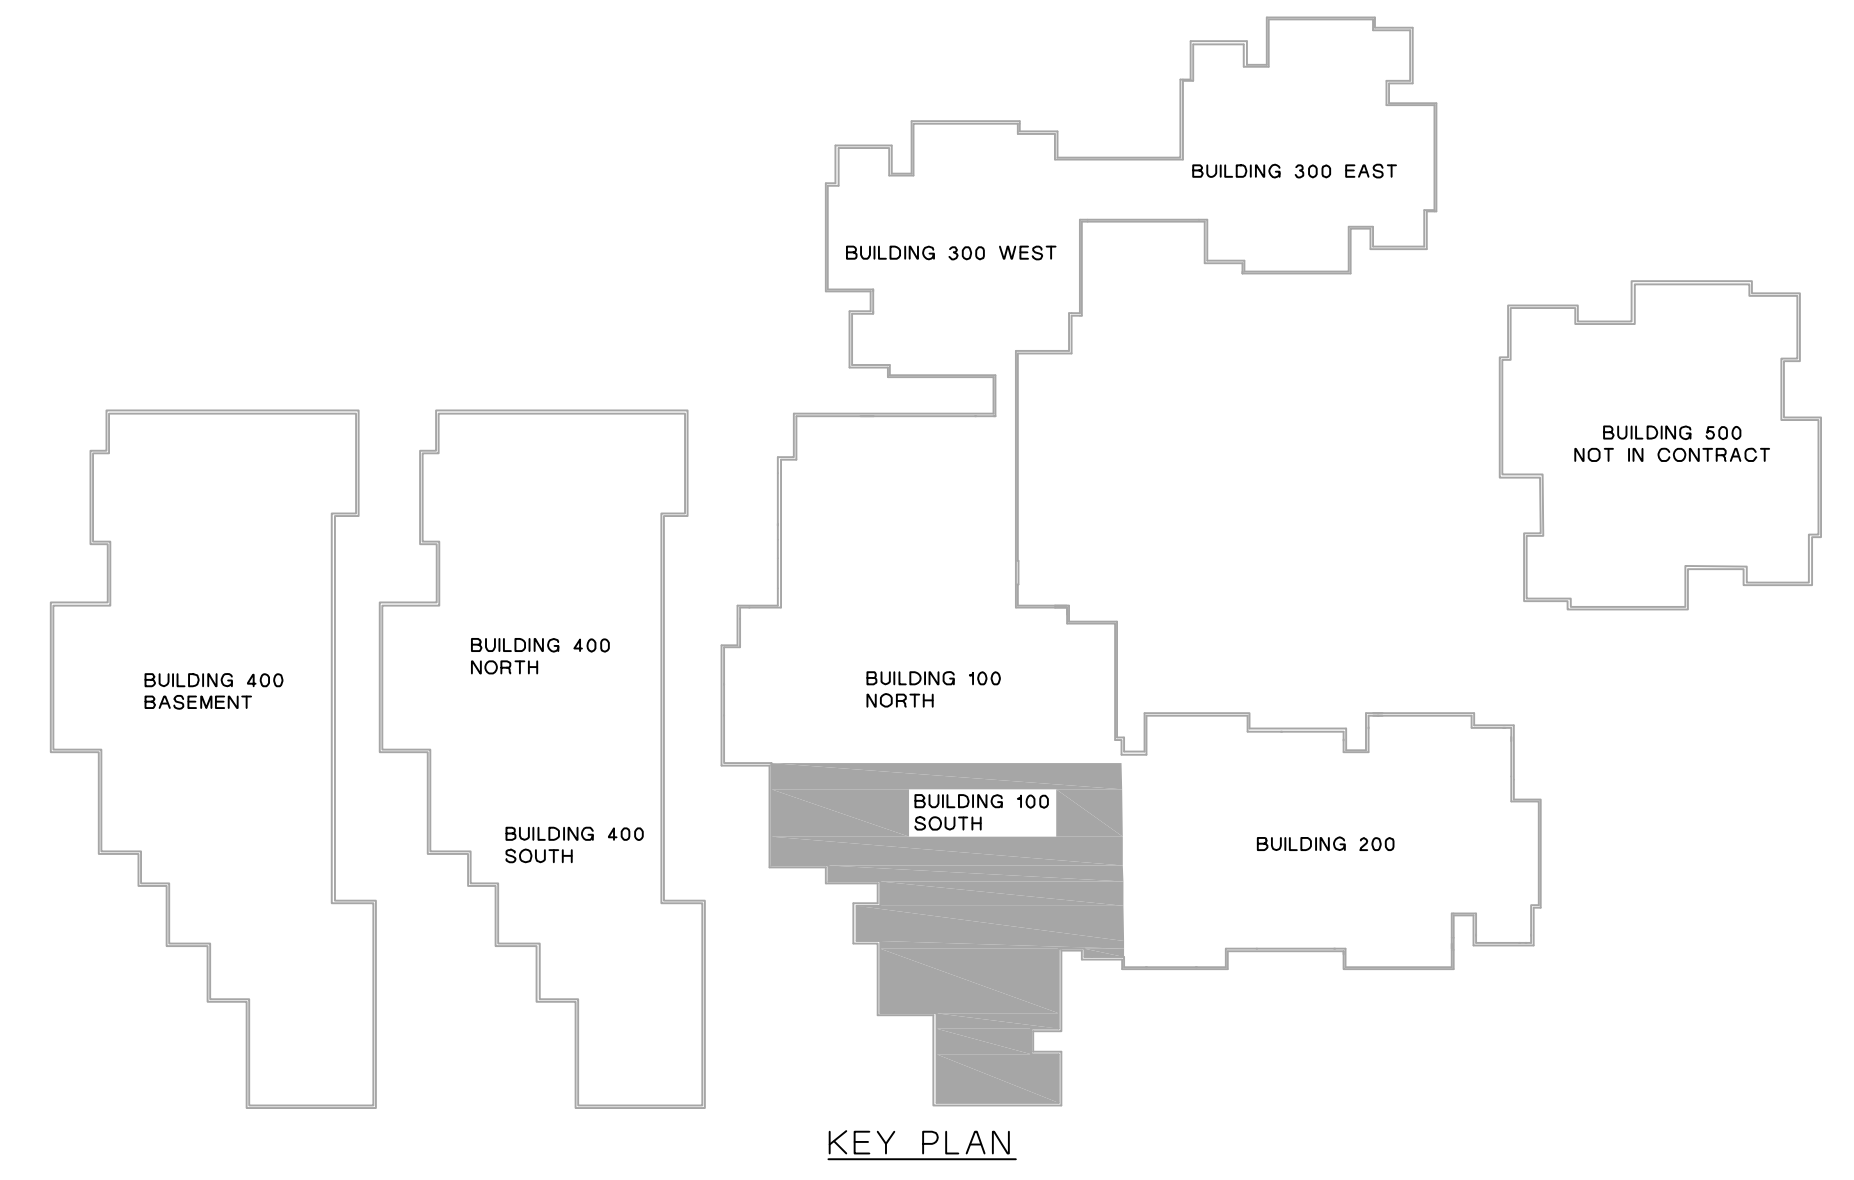 BUILDING 300 EAST
BUILDING 300 WEST
BUILDING 500
NOT IN CONTRACT
BUILDING 400
NORTH
BUILDING 400
BASEMENT
BUILDING 100
NORTH
BUILDING 100
SOUTH
BUILDING 400
SOUTH
BUILDING 200
KEY PLAN